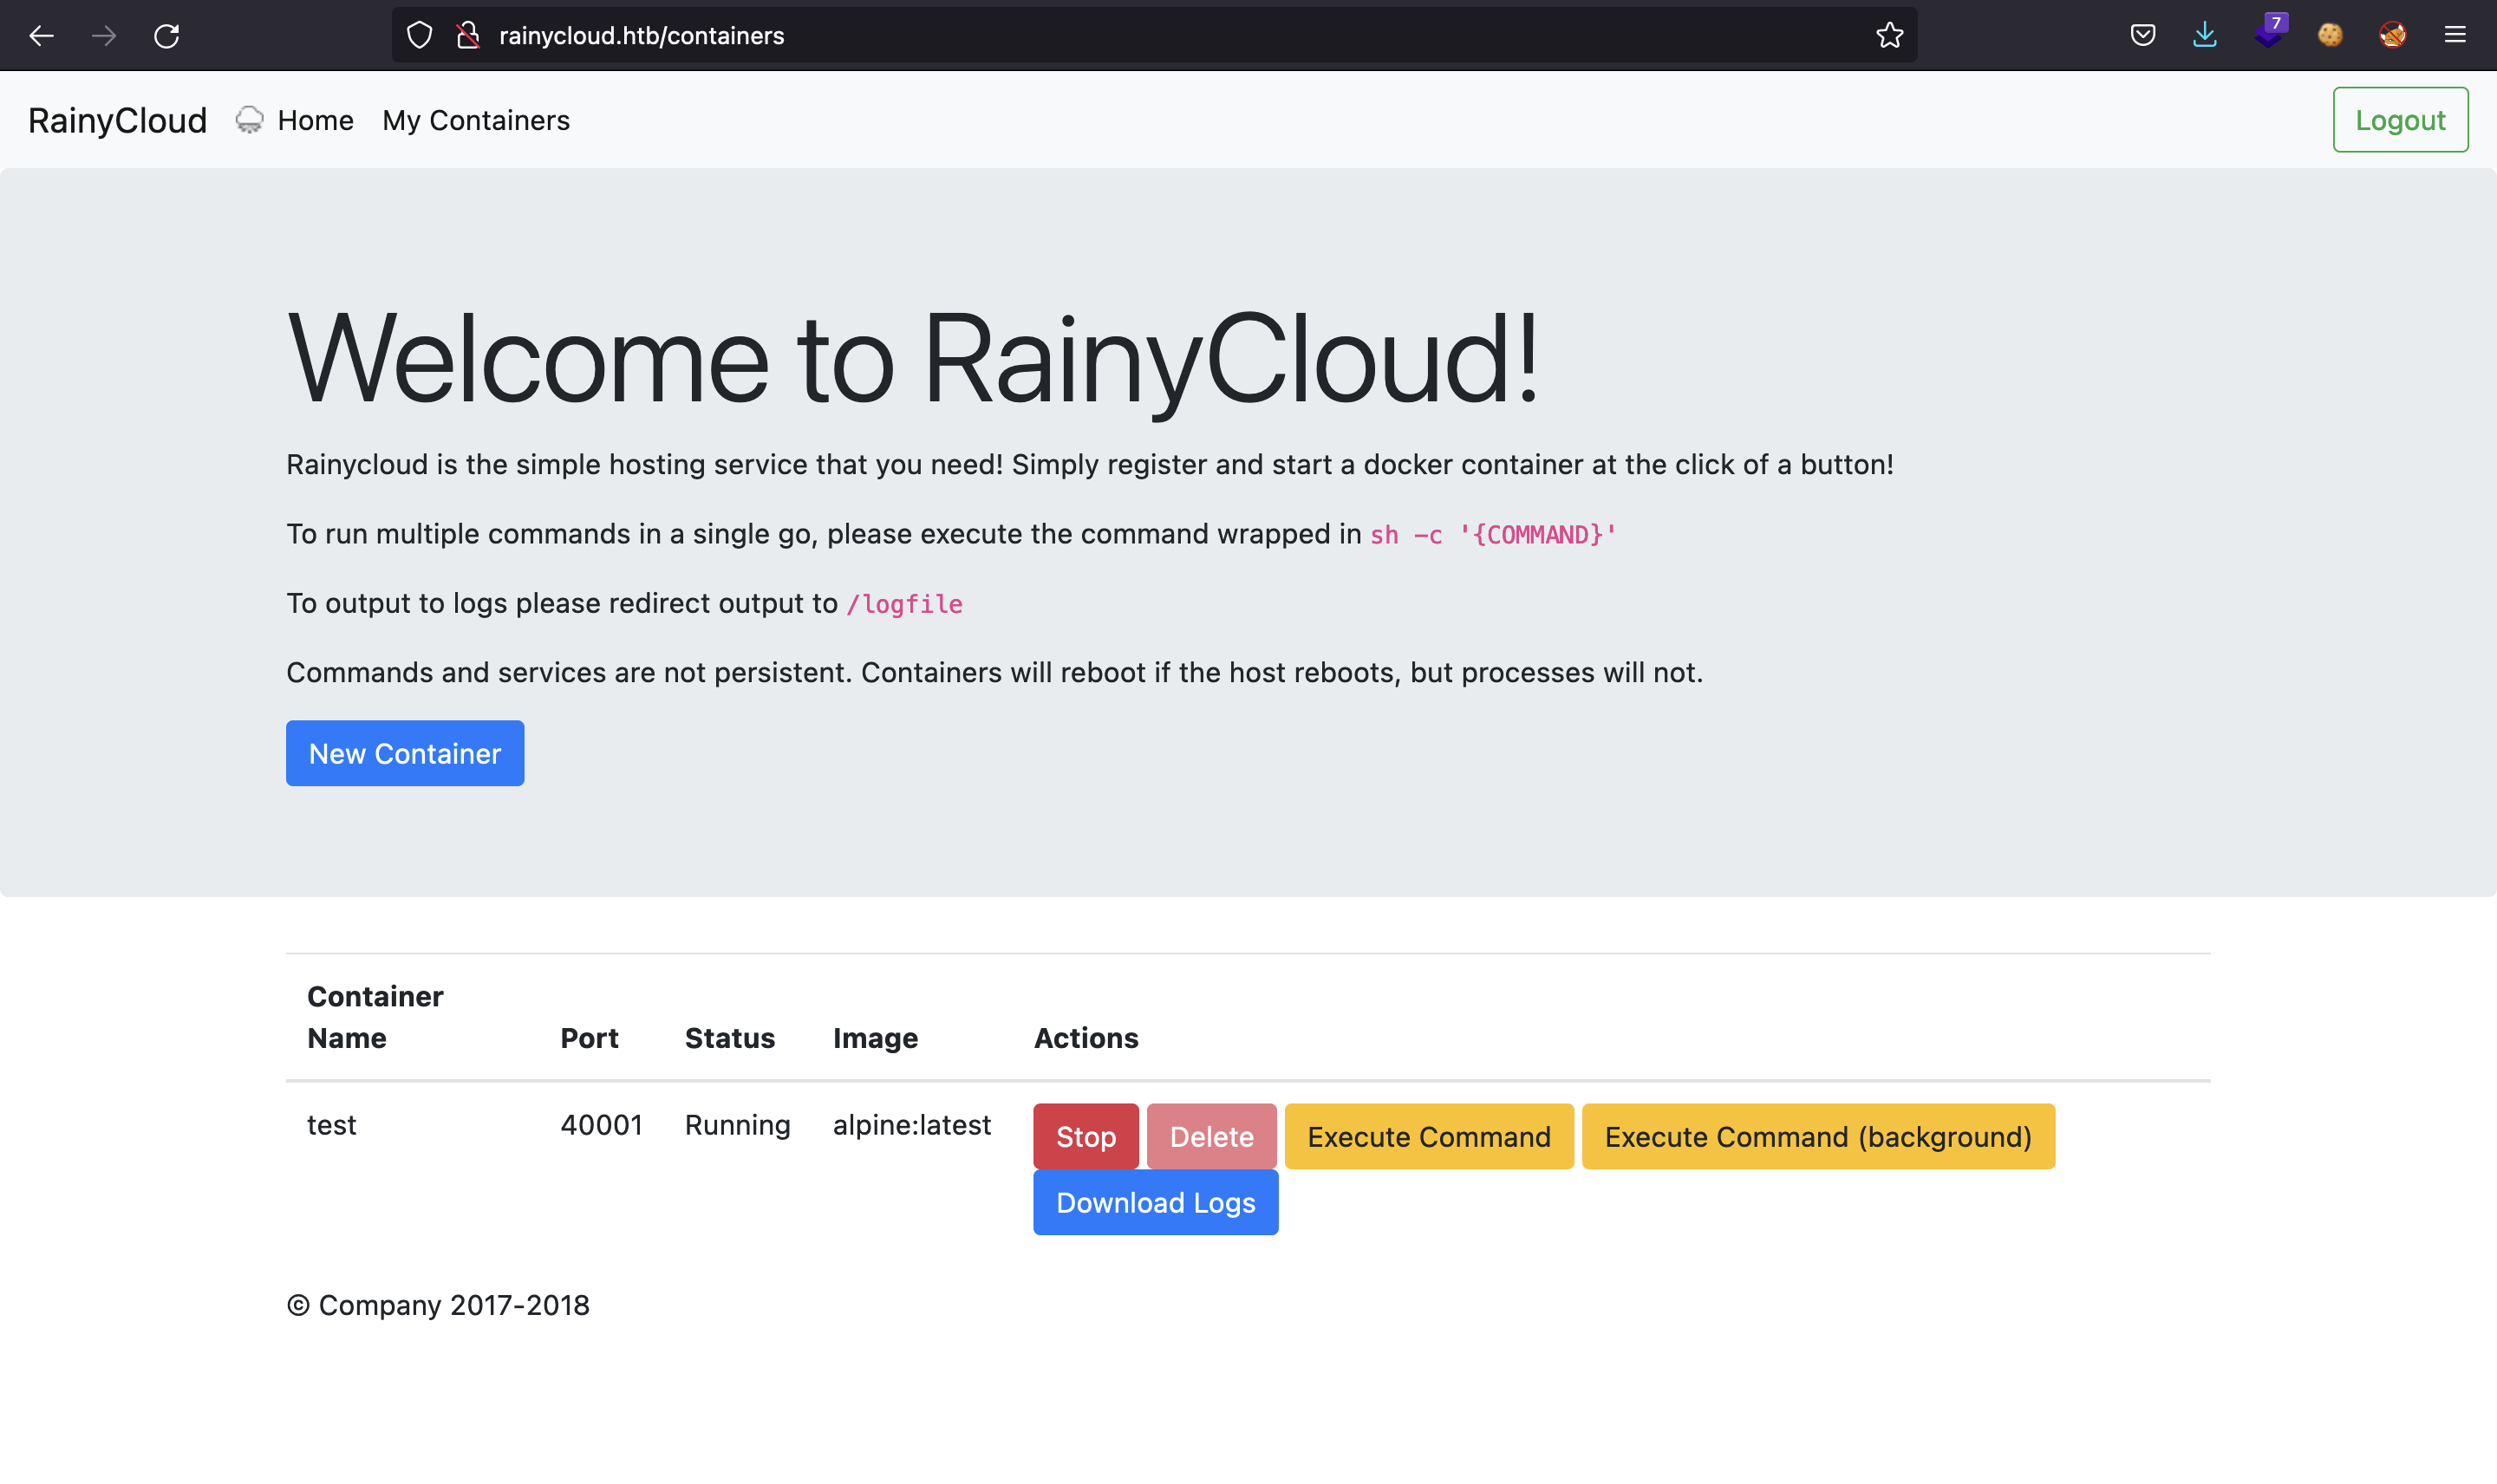 rainycloud.htb/containers
7
RainyCloud Home My Containers Logout
Welcome to RainyCloud!
Rainycloud is the simple hosting service that you need! Simply register and start a docker container at the click of a button!
To run multiple commands in a single go, please execute the command wrapped in sh -c '{COMMAND}'
To output to logs please redirect output to /logfile
Commands and services are not persistent. Containers will reboot if the host reboots, but processes will not.
New Container
Container
Name Port Status Image Actions
test 40001 Running alpine:latest Stop Delete Execute Command Execute Command (background)
Download Logs
© Company 2017-2018